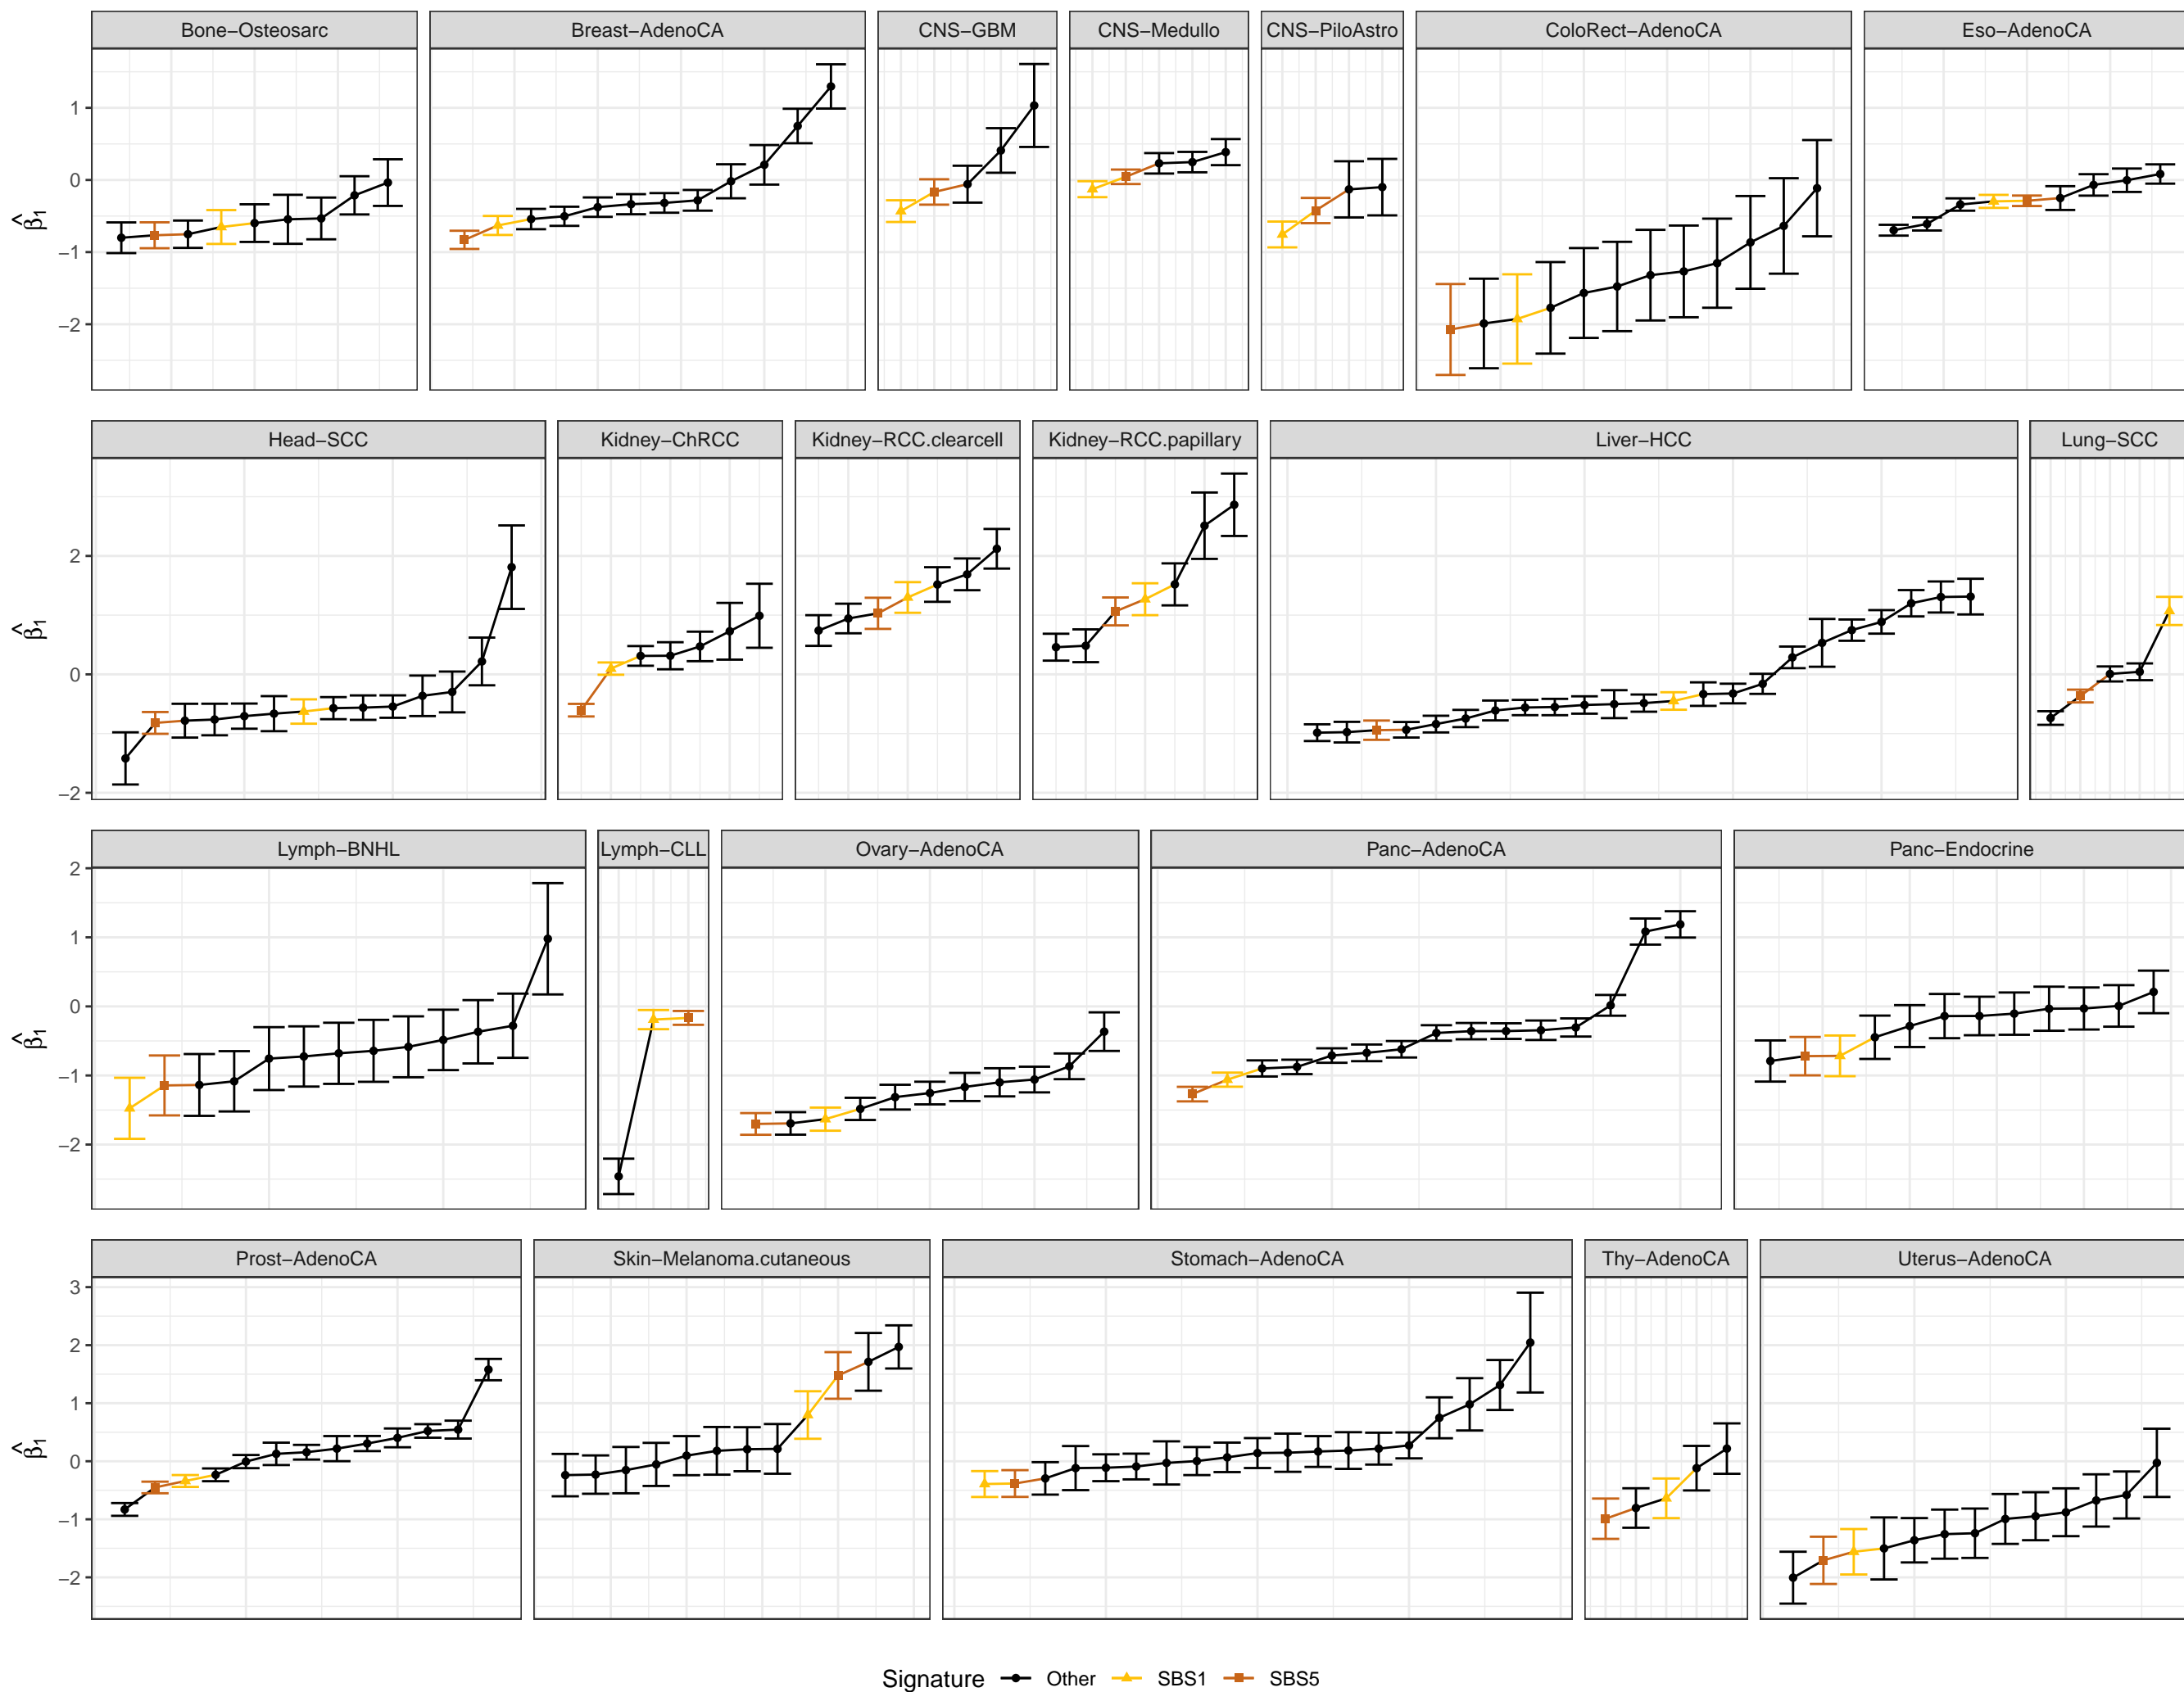 Bone−Osteosarc Breast−AdenoCA CNS−GBM CNS−Medullo CNS−PiloAstro ColoRect−AdenoCA Eso−AdenoCA
1
0
−1
−2
β̂1
Head−SCC Kidney−ChRCC Kidney−RCC.clearcell Kidney−RCC.papillary Liver−HCC Lung−SCC
2
0
−2
β̂1
Lymph−BNHL Lymph−CLL Ovary−AdenoCA Panc−AdenoCA Panc−Endocrine
2
1
0
−1
−2
β̂1
Prost−AdenoCA Skin−Melanoma.cutaneous Stomach−AdenoCA Thy−AdenoCA Uterus−AdenoCA
3
2
1
0
−1
−2
β̂1
Signature Other SBS1 SBS5